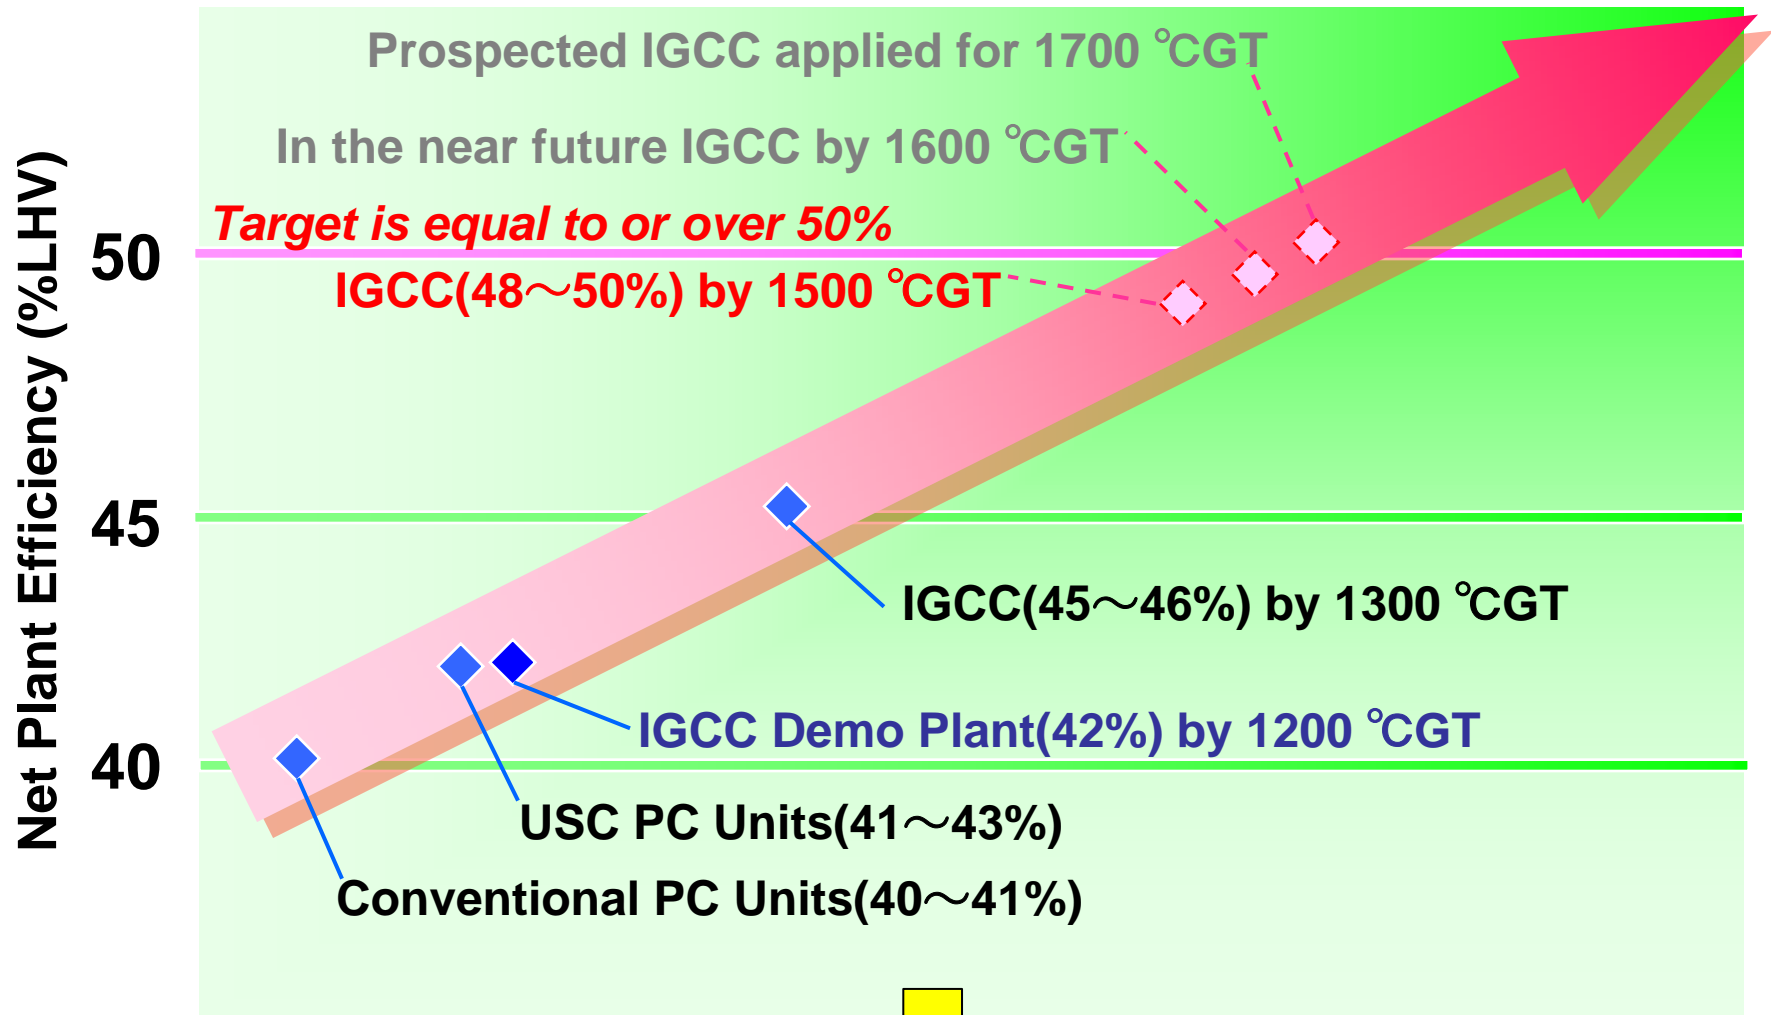 Prospected IGCC applied for 1700 ℃GT
In the near future IGCC by 1600 ℃GT
Target is equal to or over 50%
50
IGCC(48～50%) by 1500 ℃GT
Net Plant Efficiency (%LHV)
45
IGCC(45～46%) by 1300 ℃GT
IGCC Demo Plant(42%) by 1200 ℃GT
40
USC PC Units(41～43%)
Conventional PC Units(40～41%)